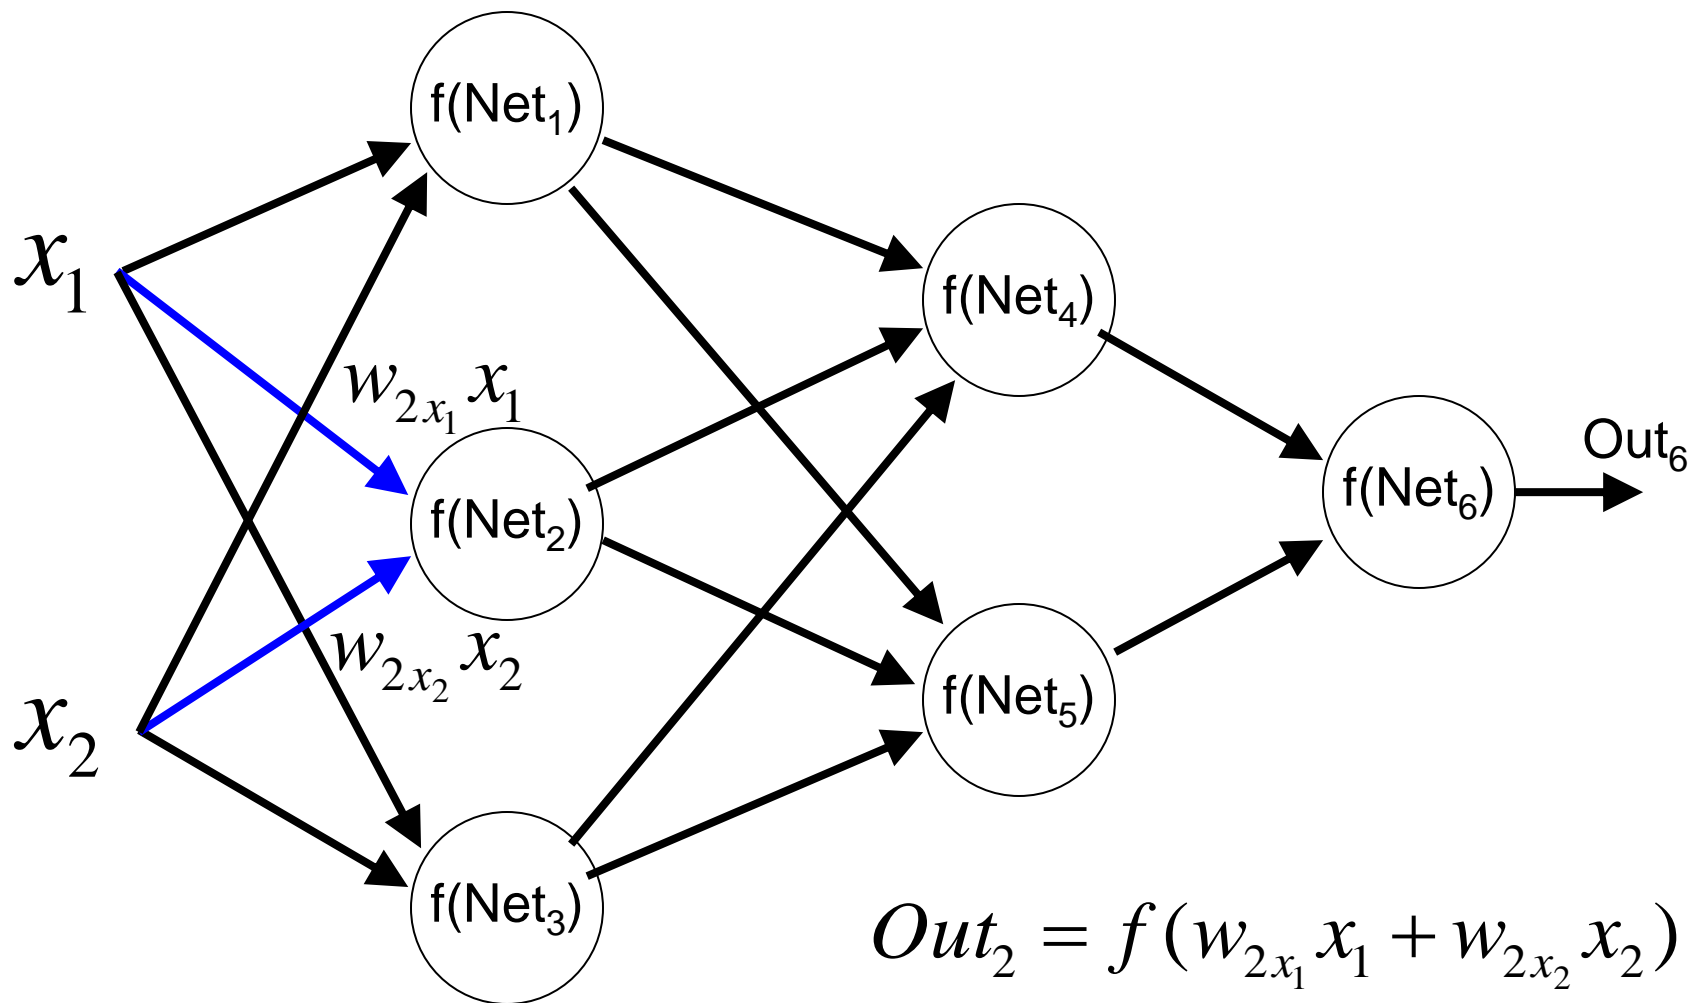 f(Net₁)
x₁
f(Net₄)
w₂ₓ₁ x₁
Out₆
f(Net₂)
f(Net₆)
w₂ₓ₂ x₂
x₂
f(Net₅)
f(Net₃)
Out₂ = f(w₂ₓ₁ x₁ + w₂ₓ₂ x₂)